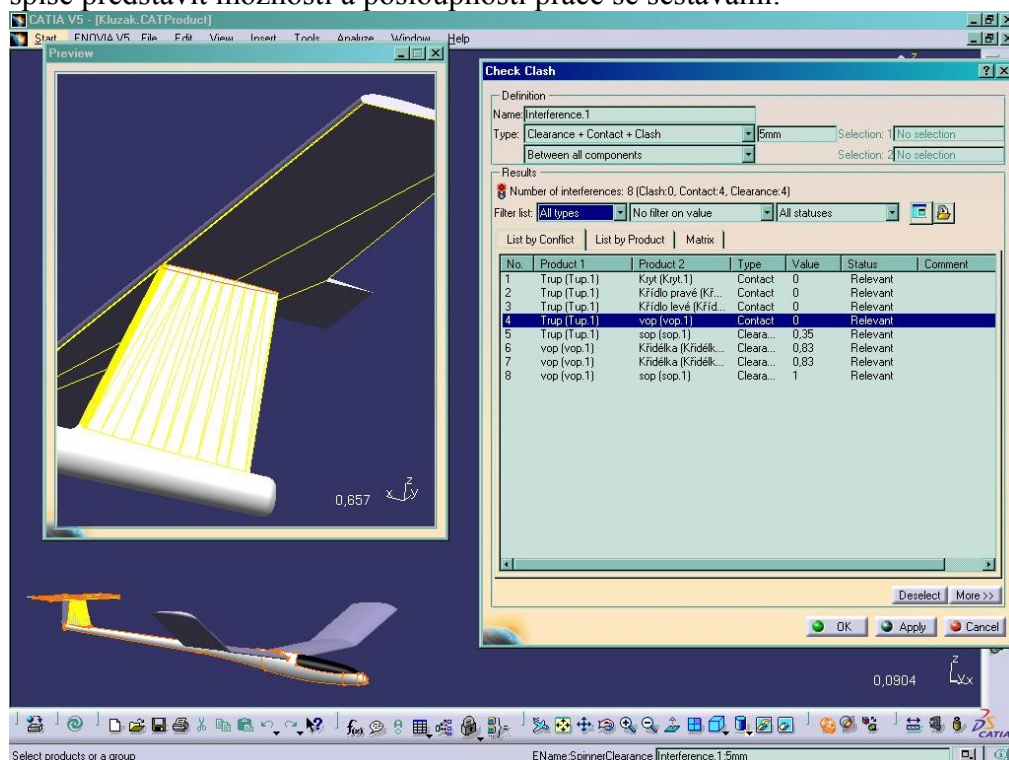 spíše představit možnosti a posloupnosti práce se sestavami.
CATIA V5 - [Kluzak.CATProduct]
Start ENOVIA V5 File Edit View Insert Tools Analyze Window Help
Preview
z
x y
0,657
Check Clash
Definition
Name: Interference.1
Type: Clearance + Contact + Clash 5mm Selection: 1 No selection
Between all components Selection: 2 No selection
Results
Number of interferences: 8 (Clash:0, Contact:4, Clearance:4)
Filter list: All types No filter on value All statuses
List by Conflict List by Product Matrix
No. Product 1 Product 2 Type Value Status Comment
1 Trup (Tup.1) Kryt (Kryt.1) Contact 0 Relevant
2 Trup (Tup.1) Křídlo pravé (Kř... Contact 0 Relevant
3 Trup (Tup.1) Křídlo levé (Kříd... Contact 0 Relevant
4 Trup (Tup.1) vop (vop.1) Contact 0 Relevant
5 Trup (Tup.1) sop (sop.1) Cleara... 0,35 Relevant
6 vop (vop.1) Křidélka (Křidélk... Cleara... 0,83 Relevant
7 vop (vop.1) Křidélka (Křidélk... Cleara... 0,83 Relevant
8 vop (vop.1) sop (sop.1) Cleara... 1 Relevant
Deselect More >>
OK Apply Cancel
z
0,0904 y x
f(x)
CATIA
Select products or a group EName:SpinnerClearance Interference.1:5mm